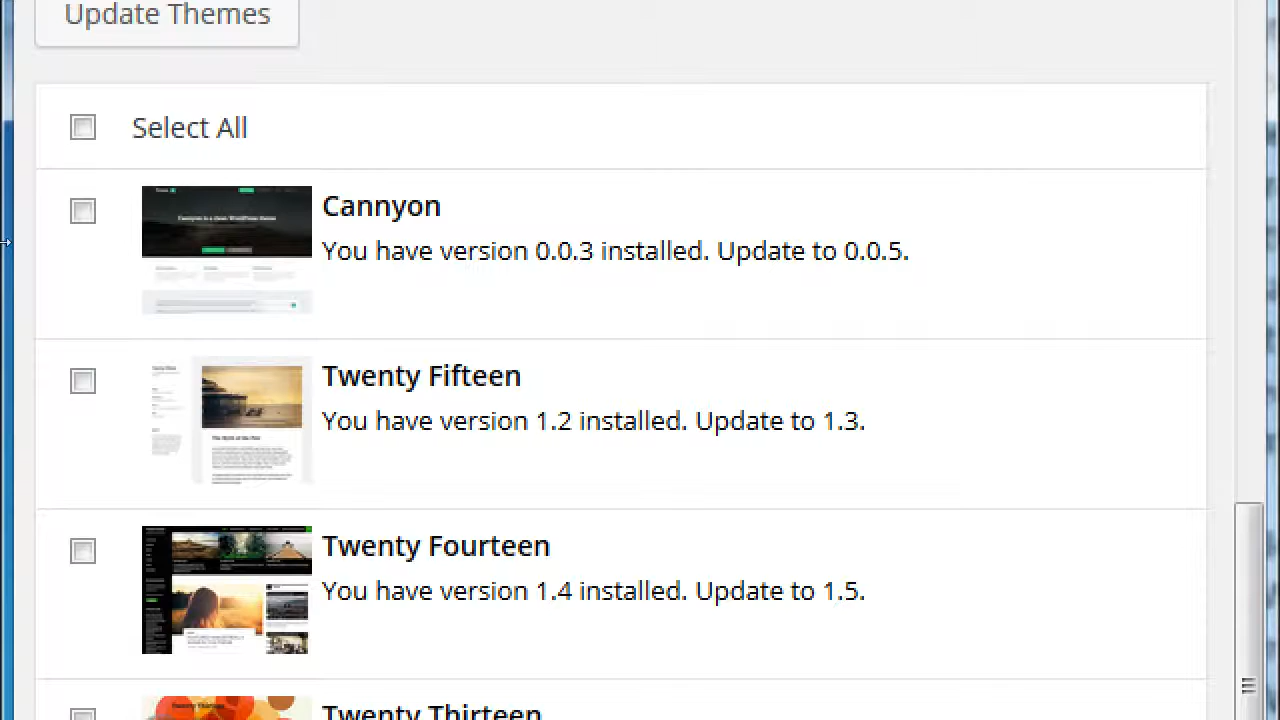 Update Themes
Select All
Cannyon
You have version 0.0.3 installed. Update to 0.0.5.
Twenty Fifteen
You have version 1.2 installed. Update to 1.3.
Twenty Fourteen
You have version 1.4 installed. Update to 1.5.
Twenty Thirteen